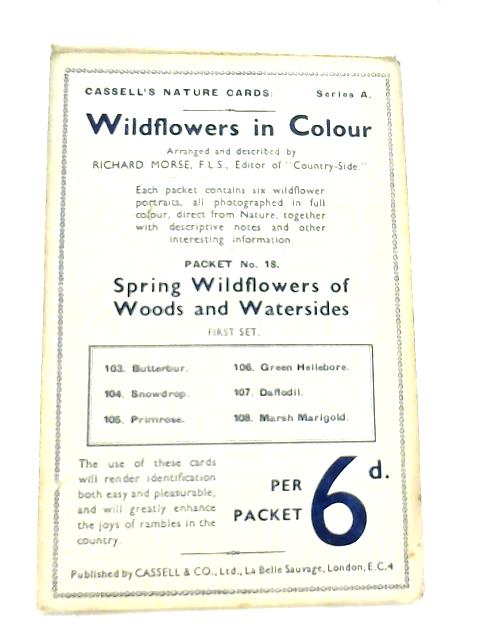 CASSELL'S NATURE CARDS: Series A.
Wildflowers in Colour
Arranged and described by
RICHARD MORSE, F.L.S., Editor of "Country-Side."
Each packet contains six wildflower
portraits, all photographed in full
colour, direct from Nature, together
with descriptive notes and other
interesting information
PACKET No. 18.
Spring Wildflowers of
Woods and Watersides
FIRST SET.
103. Butterbur. 106. Green Hellebore.
104. Snowdrop. 107. Daffodil.
105. Primrose. 108. Marsh Marigold.
The use of these cards
will render identification
both easy and pleasurable,
and will greatly enhance
the joys of rambles in the
country.
PER PACKET 6d.
Published by CASSELL & CO., Ltd., La Belle Sauvage, London, E.C.4